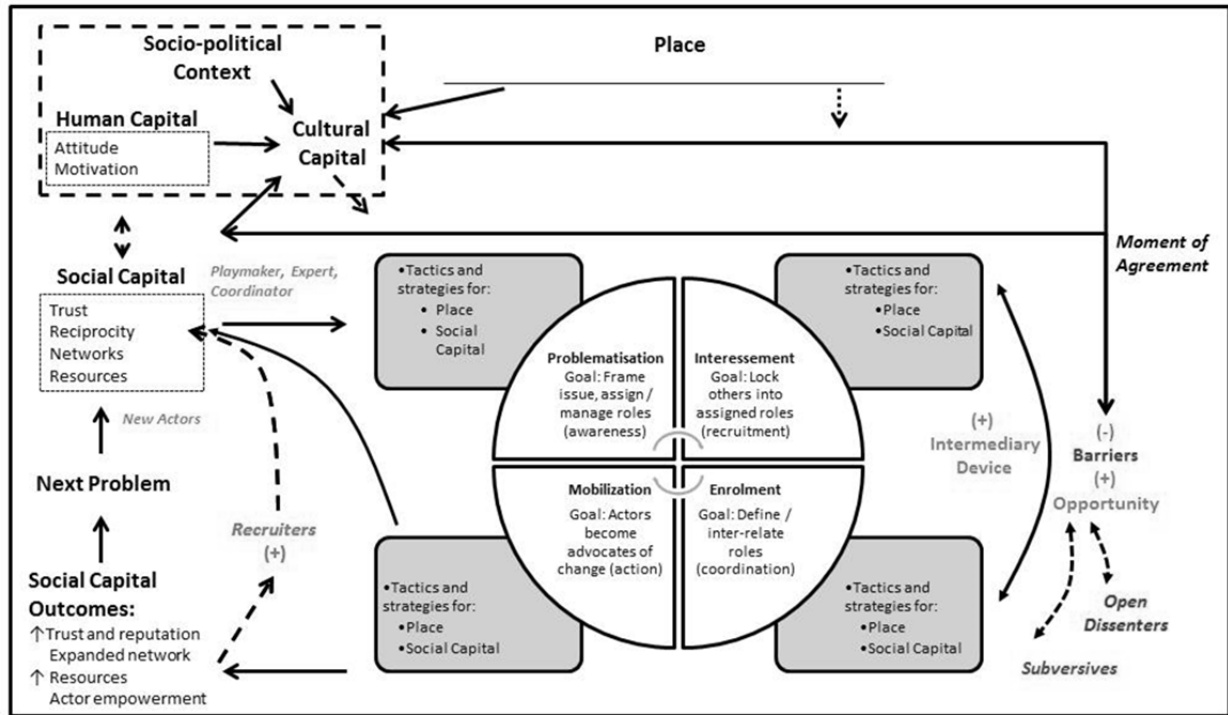 Socio-political
Context
Place
Human Capital
Attitude
Motivation
Cultural
Capital
Moment of
Agreement
Social Capital
Trust
Reciprocity
Networks
Resources
Playmaker, Expert,
Coordinator
•Tactics and
strategies for:
• Place
• Social
Capital
•Tactics and
strategies for:
•Place
•Social Capital
Problematisation
Goal: Frame
issue, assign /
manage roles
(awareness)
Interessement
Goal: Lock
others into
assigned roles
(recruitment)
New Actors
(+)
Intermediary
Device
(-)
Barriers
(+)
Opportunity
Next Problem
Recruiters
(+)
Mobilization
Goal: Actors
become
advocates of
change (action)
Enrolment
Goal: Define /
inter-relate
roles
(coordination)
Social Capital
Outcomes:
↑Trust and reputation
Expanded network
↑ Resources
Actor empowerment
•Tactics and
strategies for:
•Place
•Social Capital
•Tactics and
strategies for:
•Place
•Social Capital
Open
Dissenters
Subversives